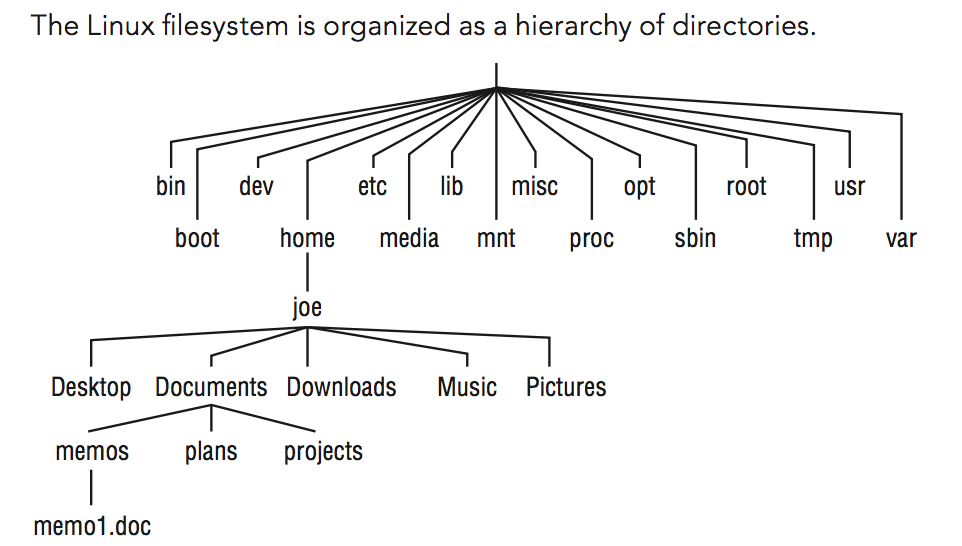 The Linux filesystem is organized as a hierarchy of directories.
bin dev etc lib misc opt root usr
boot home media mnt proc sbin tmp var
joe
Desktop Documents Downloads Music Pictures
memos plans projects
memo1.doc